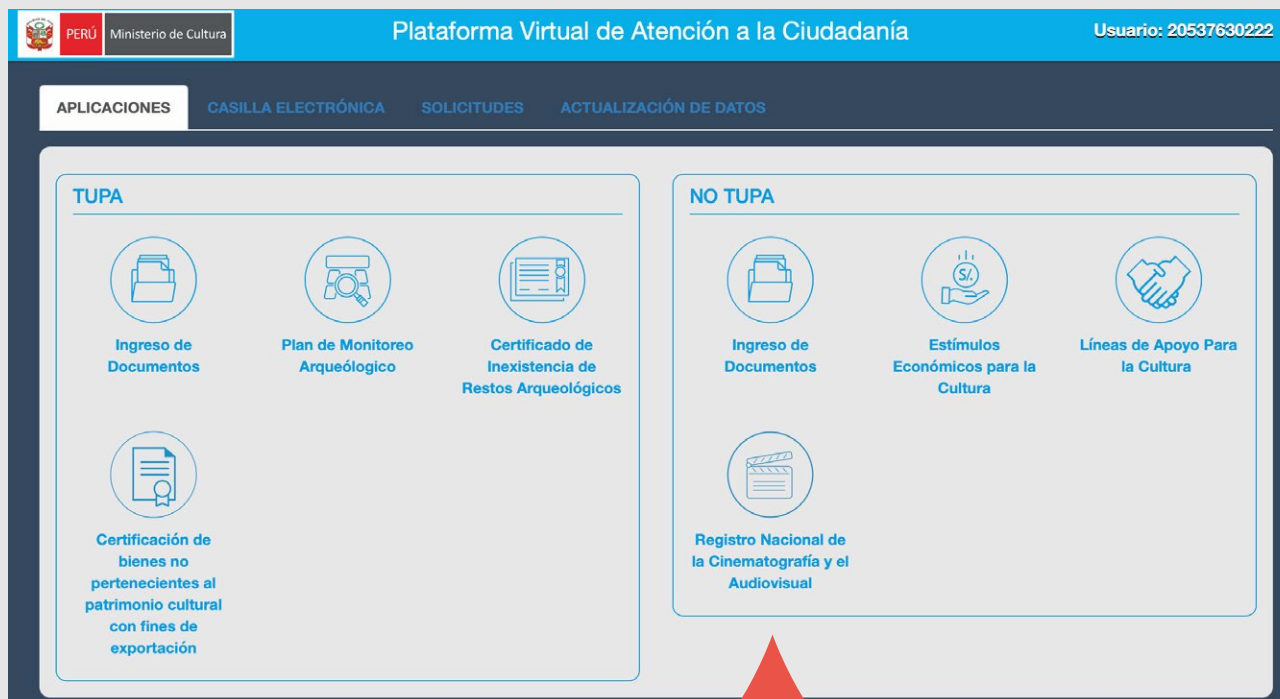 PERÚ Ministerio de Cultura
Plataforma Virtual de Atención a la Ciudadanía
Usuario: 20537630222
APLICACIONES CASILLA ELECTRÓNICA SOLICITUDES ACTUALIZACIÓN DE DATOS
TUPA
Ingreso de
Documentos
Plan de Monitoreo
Arqueólogico
Certificado de
Inexistencia de
Restos Arqueológicos
Certificación de
bienes no
pertenecientes al
patrimonio cultural
con fines de
exportación
NO TUPA
Ingreso de
Documentos
S/.
Estímulos
Económicos para la
Cultura
Líneas de Apoyo Para
la Cultura
Registro Nacional de
la Cinematografía y el
Audiovisual